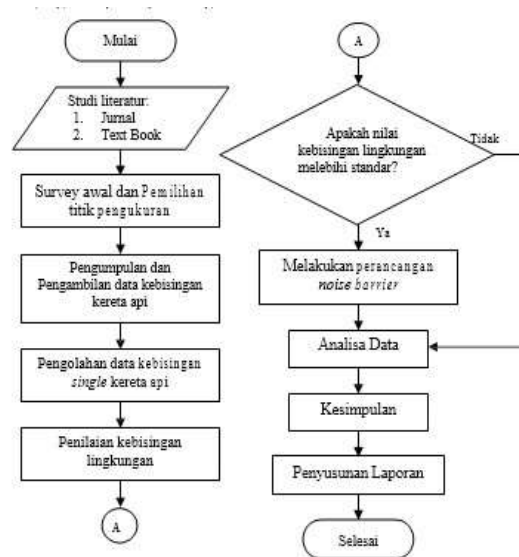 Mulai
Studi literatur:
1. Jurnal
2. Text Book
Survey awal dan Pemilihan
titik pengukuran
Pengumpulan dan
Pengambilan data kebisingan
kereta api
Pengolahan data kebisingan
single kereta api
Penilaian kebisingan
lingkungan
A
A
Apakah nilai
kebisingan lingkungan
melebihi standar?
Tidak
Ya
Melakukan perancangan
noise barrier
Analisa Data
Kesimpulan
Penyusunan Laporan
Selesai